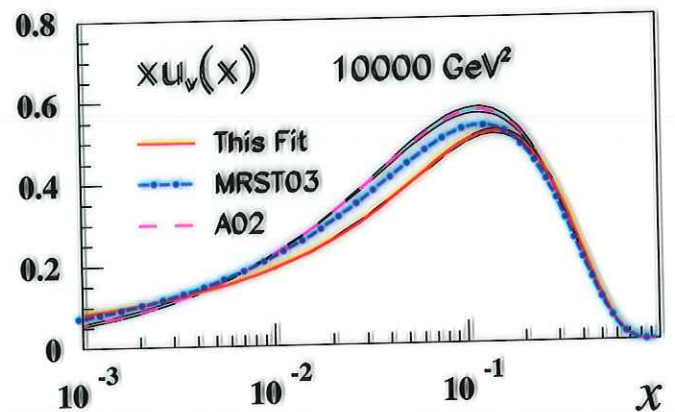 0.8
xu_v(x) 10000 GeV²
0.6
This Fit
0.4
MRST03
A02
0.2
0
10⁻³ 10⁻² 10⁻¹ x